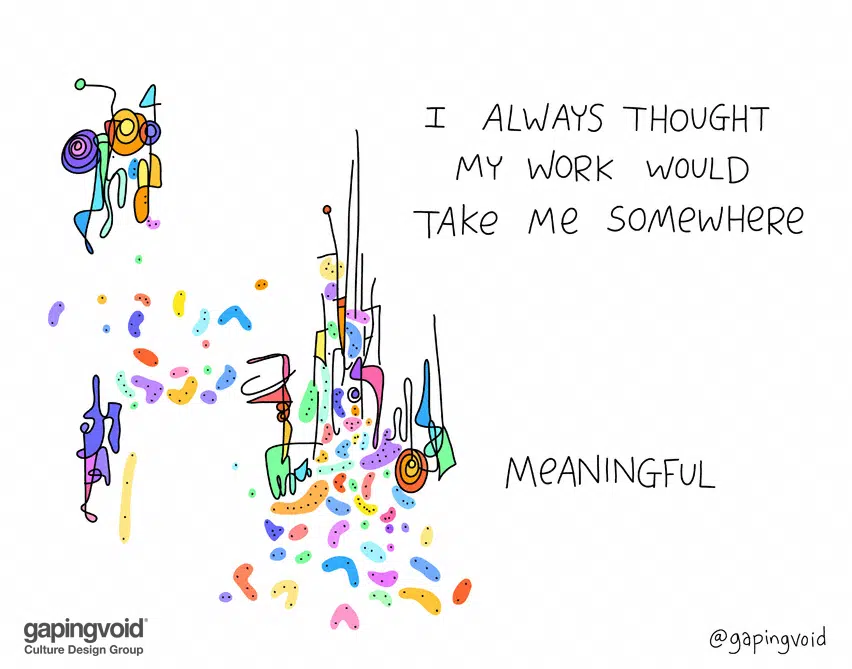 I ALWAYS THOUGHT
MY WORK WOULD
TAKe Me SOMeWHeRe
MeANINGFUL
gapingvoid®
Culture Design Group
@gapingvoid